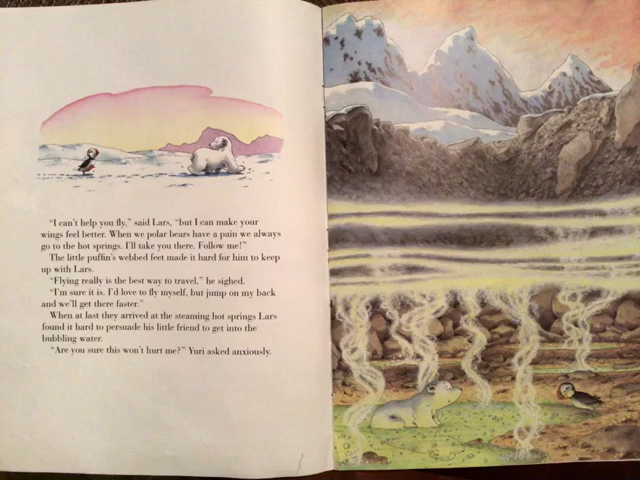 "I can't help you fly," said Lars, "but I can make your
wings feel better. When we polar bears have a pain we always
go to the hot springs. I'll take you there. Follow me!"
The little puffin's webbed feet made it hard for him to keep
up with Lars.
"Flying really is the best way to travel," he sighed.
"I'm sure it is. I'd love to fly myself, but jump on my back
and we'll get there faster."
When at last they arrived at the steaming hot springs Lars
found it hard to persuade his little friend to get into the
bubbling water.
"Are you sure this won't hurt me?" Yuri asked anxiously.